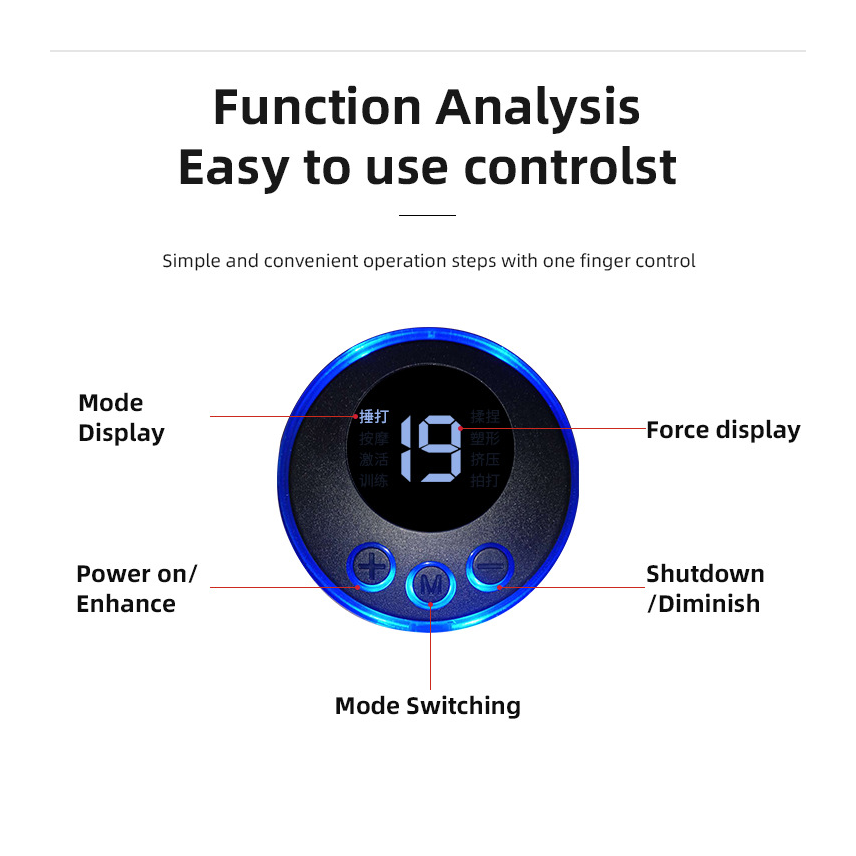 Function Analysis
Easy to use controlst
Simple and convenient operation steps with one finger control
Mode
Display
捶打
按摩
激活
训练
19
揉捏
塑形
挤压
拍打
Force display
Power on/
Enhance
M
Shutdown
/Diminish
Mode Switching